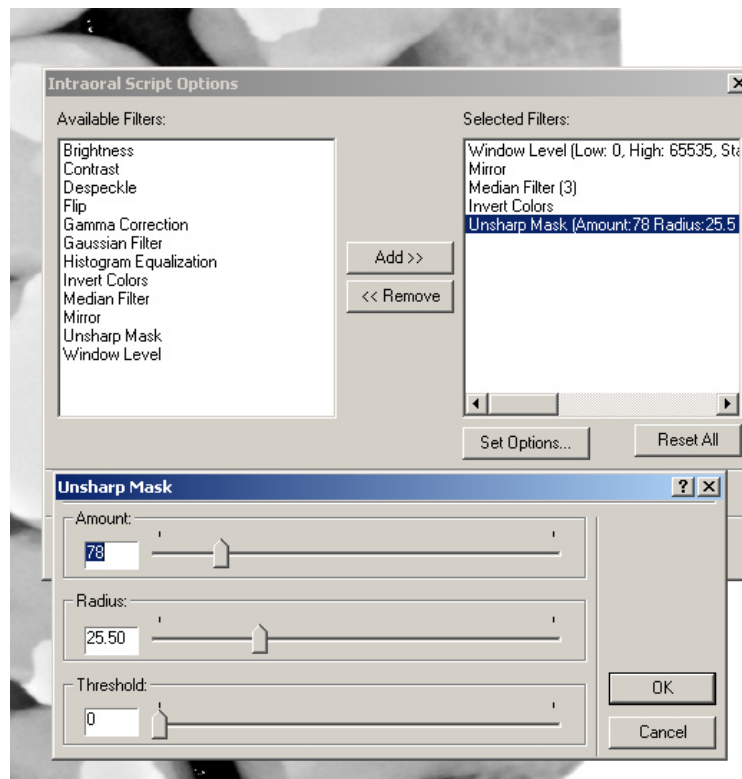 Intraoral Script Options
Available Filters:
Brightness
Contrast
Despeckle
Flip
Gamma Correction
Gaussian Filter
Histogram Equalization
Invert Colors
Median Filter
Mirror
Unsharp Mask
Window Level
Add >>
<< Remove
Selected Filters:
Window Level (Low: 0, High: 65535, Sta
Mirror
Median Filter (3)
Invert Colors
Unsharp Mask (Amount:78 Radius:25.5
Set Options...
Reset All
Unsharp Mask
Amount:
78
Radius:
25.50
Threshold:
0
OK
Cancel